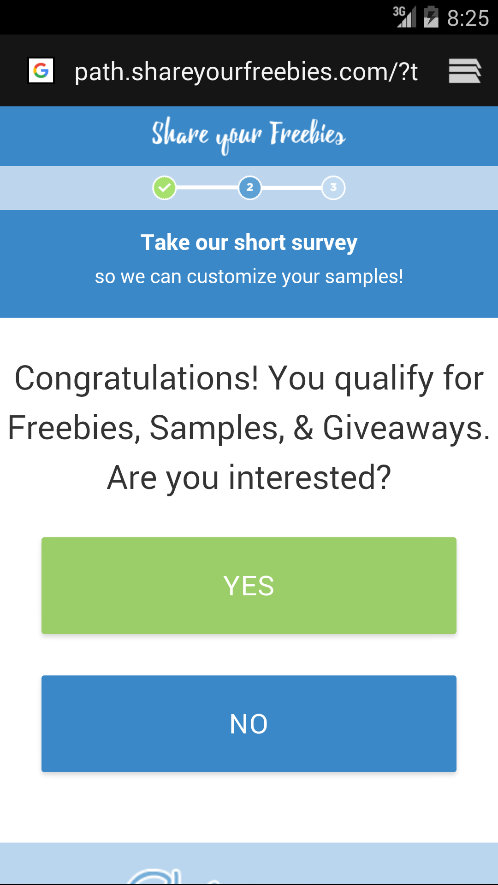 3G 8:25
G path.shareyourfreebies.com/?t
Share your Freebies
2 3
Take our short survey
so we can customize your samples!
Congratulations! You qualify for
Freebies, Samples, & Giveaways.
Are you interested?
YES
NO